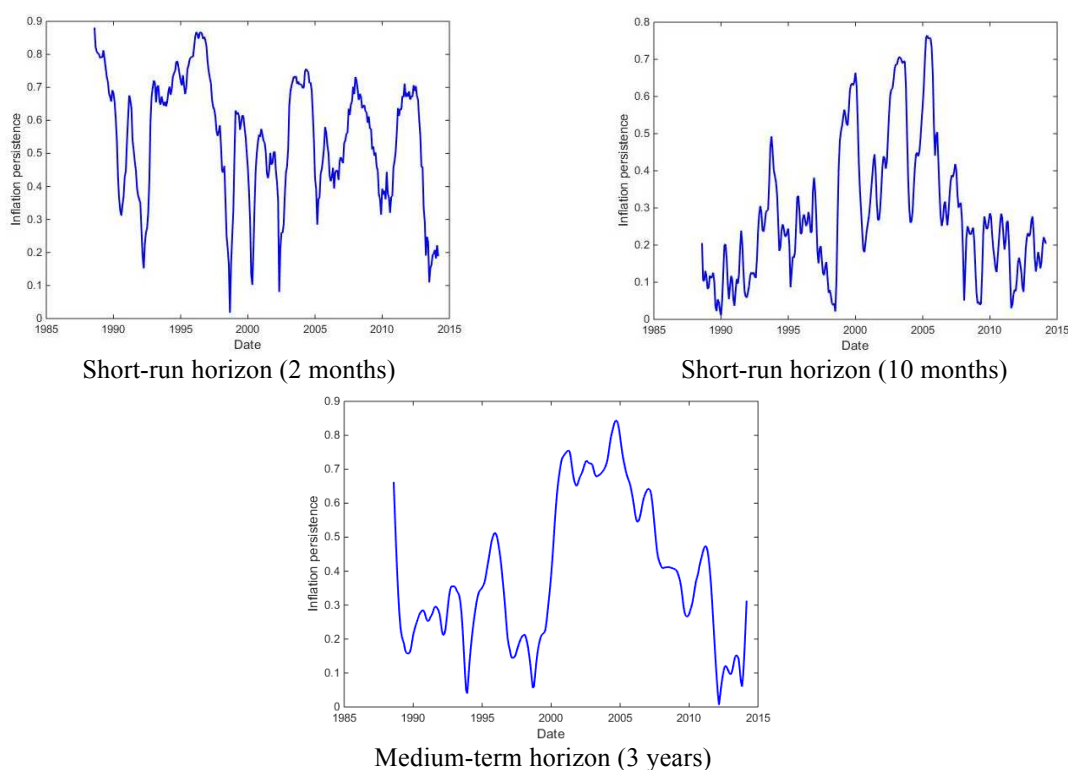 0.9
0.8
0.7
0.6
0.5
0.4
0.3
0.2
0.1
0
Inflation persistence
1985 1990 1995 2000 2005 2010 2015
Date
Short-run horizon (2 months)
0.8
0.7
0.6
0.5
0.4
0.3
0.2
0.1
0
Inflation persistence
1985 1990 1995 2000 2005 2010 2015
Date
Short-run horizon (10 months)
0.9
0.8
0.7
0.6
0.5
0.4
0.3
0.2
0.1
0
Inflation persistence
1985 1990 1995 2000 2005 2010 2015
Date
Medium-term horizon (3 years)